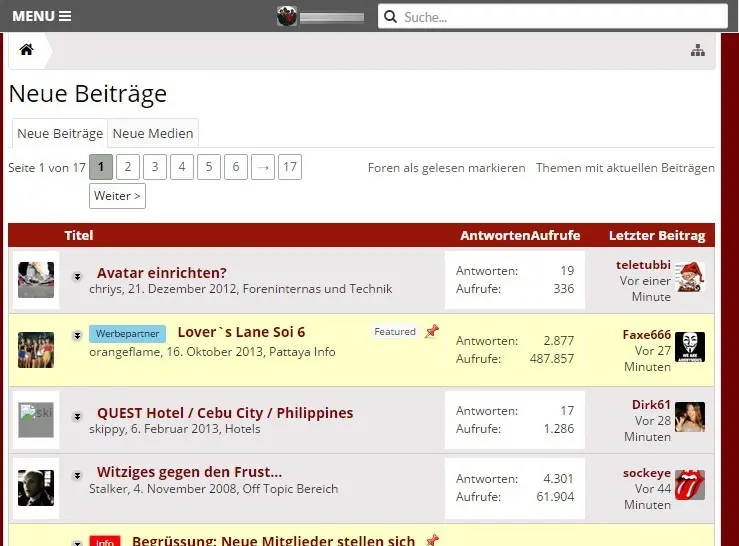 MENU
Suche...
Neue Beiträge
Neue Beiträge Neue Medien
Seite 1 von 17 1 2 3 4 5 6 → 17 Foren als gelesen markieren Themen mit aktuellen Beiträgen
Weiter >
Titel AntwortenAufrufe Letzter Beitrag
Avatar einrichten?
chriys, 21. Dezember 2012, Foreninternas und Technik
Antworten: 19
Aufrufe: 336
teletubbi
Vor einer
Minute
Werbepartner Lover`s Lane Soi 6 Featured
orangeflame, 16. Oktober 2013, Pattaya Info
Antworten: 2.877
Aufrufe: 487.857
Faxe666
Vor 27
Minuten
WE ARE
ANONYMOUS
ski
QUEST Hotel / Cebu City / Philippines
skippy, 6. Februar 2013, Hotels
Antworten: 17
Aufrufe: 1.286
Dirk61
Vor 28
Minuten
Witziges gegen den Frust...
Stalker, 4. November 2008, Off Topic Bereich
Antworten: 4.301
Aufrufe: 61.904
sockeye
Vor 44
Minuten
Info Begrüssung: Neue Mitglieder stellen sich